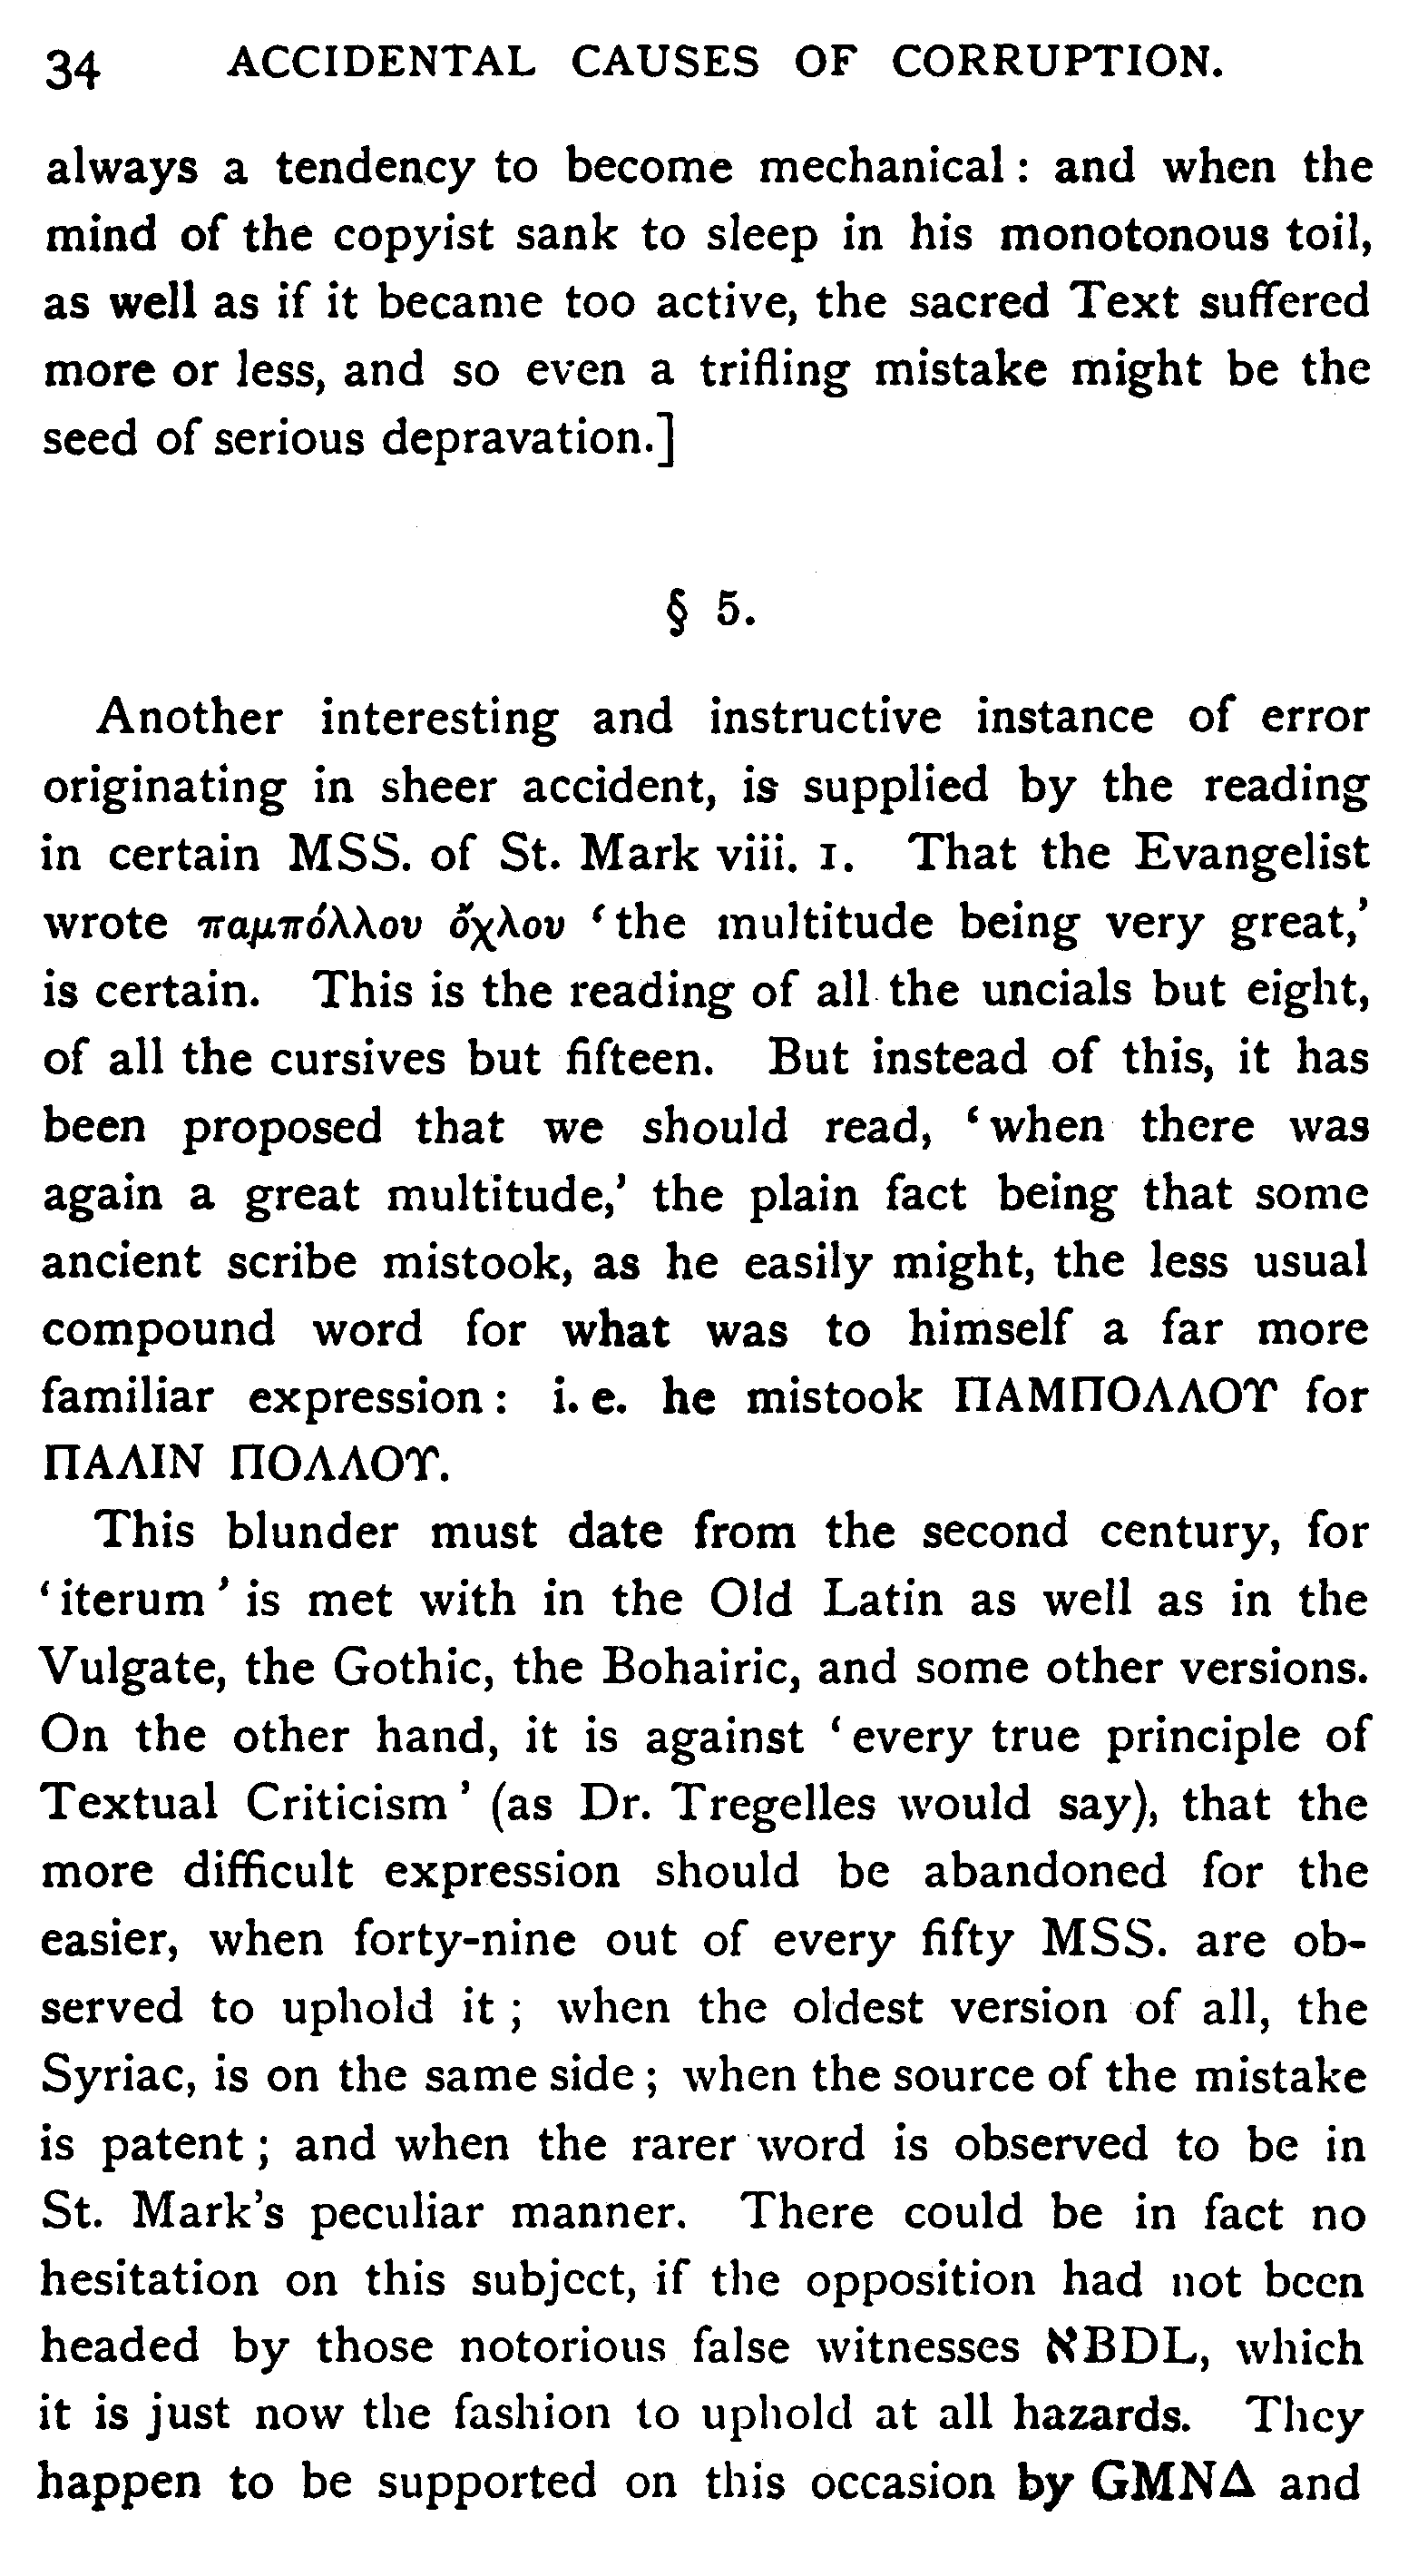 34 ACCIDENTAL CAUSES OF CORRUPTION.
always a tendency to become mechanical : and when the
mind of the copyist sank to sleep in his monotonous toil,
as well as if it became too active, the sacred Text suffered
more or less, and so even a trifling mistake might be the
seed of serious depravation.]
§ 5.
Another interesting and instructive instance of error
originating in sheer accident, is supplied by the reading
in certain MSS. of St. Mark viii. 1. That the Evangelist
wrote παμπόλλου ὄχλου ‘the multitude being very great,’
is certain. This is the reading of all the uncials but eight,
of all the cursives but fifteen. But instead of this, it has
been proposed that we should read, ‘when there was
again a great multitude,’ the plain fact being that some
ancient scribe mistook, as he easily might, the less usual
compound word for what was to himself a far more
familiar expression : i. e. he mistook ΠΑΜΠΟΛΛΟΥ for
ΠΑΛΙΝ ΠΟΛΛΟΥ.
This blunder must date from the second century, for
‘iterum’ is met with in the Old Latin as well as in the
Vulgate, the Gothic, the Bohairic, and some other versions.
On the other hand, it is against ‘every true principle of
Textual Criticism’ (as Dr. Tregelles would say), that the
more difficult expression should be abandoned for the
easier, when forty-nine out of every fifty MSS. are ob-
served to uphold it ; when the oldest version of all, the
Syriac, is on the same side ; when the source of the mistake
is patent ; and when the rarer word is observed to be in
St. Mark's peculiar manner. There could be in fact no
hesitation on this subject, if the opposition had not been
headed by those notorious false witnesses אBDL, which
it is just now the fashion to uphold at all hazards. They
happen to be supported on this occasion by GMNΔ and